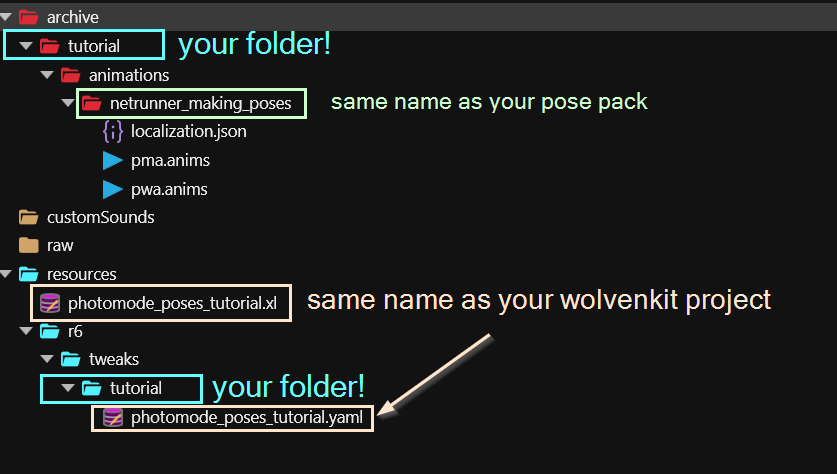 archive
tutorial your folder!
animations
netrunner_making_poses same name as your pose pack
{i} localization.json
pma.anims
pwa.anims
customSounds
raw
resources
photomode_poses_tutorial.xl same name as your wolvenkit project
r6
tweaks
tutorial your folder!
photomode_poses_tutorial.yaml